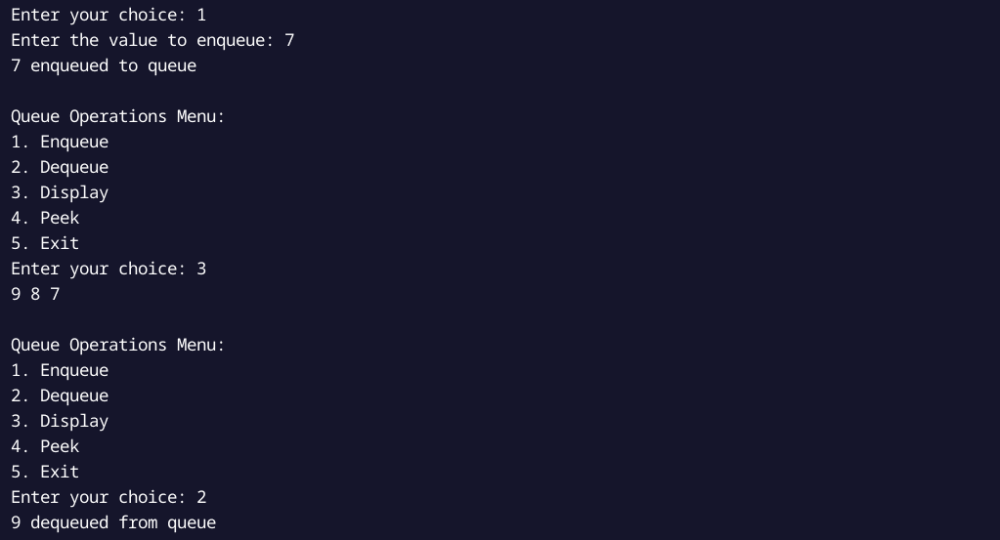 Enter your choice: 1
Enter the value to enqueue: 7
7 enqueued to queue

Queue Operations Menu:
1. Enqueue
2. Dequeue
3. Display
4. Peek
5. Exit
Enter your choice: 3
9 8 7

Queue Operations Menu:
1. Enqueue
2. Dequeue
3. Display
4. Peek
5. Exit
Enter your choice: 2
9 dequeued from queue